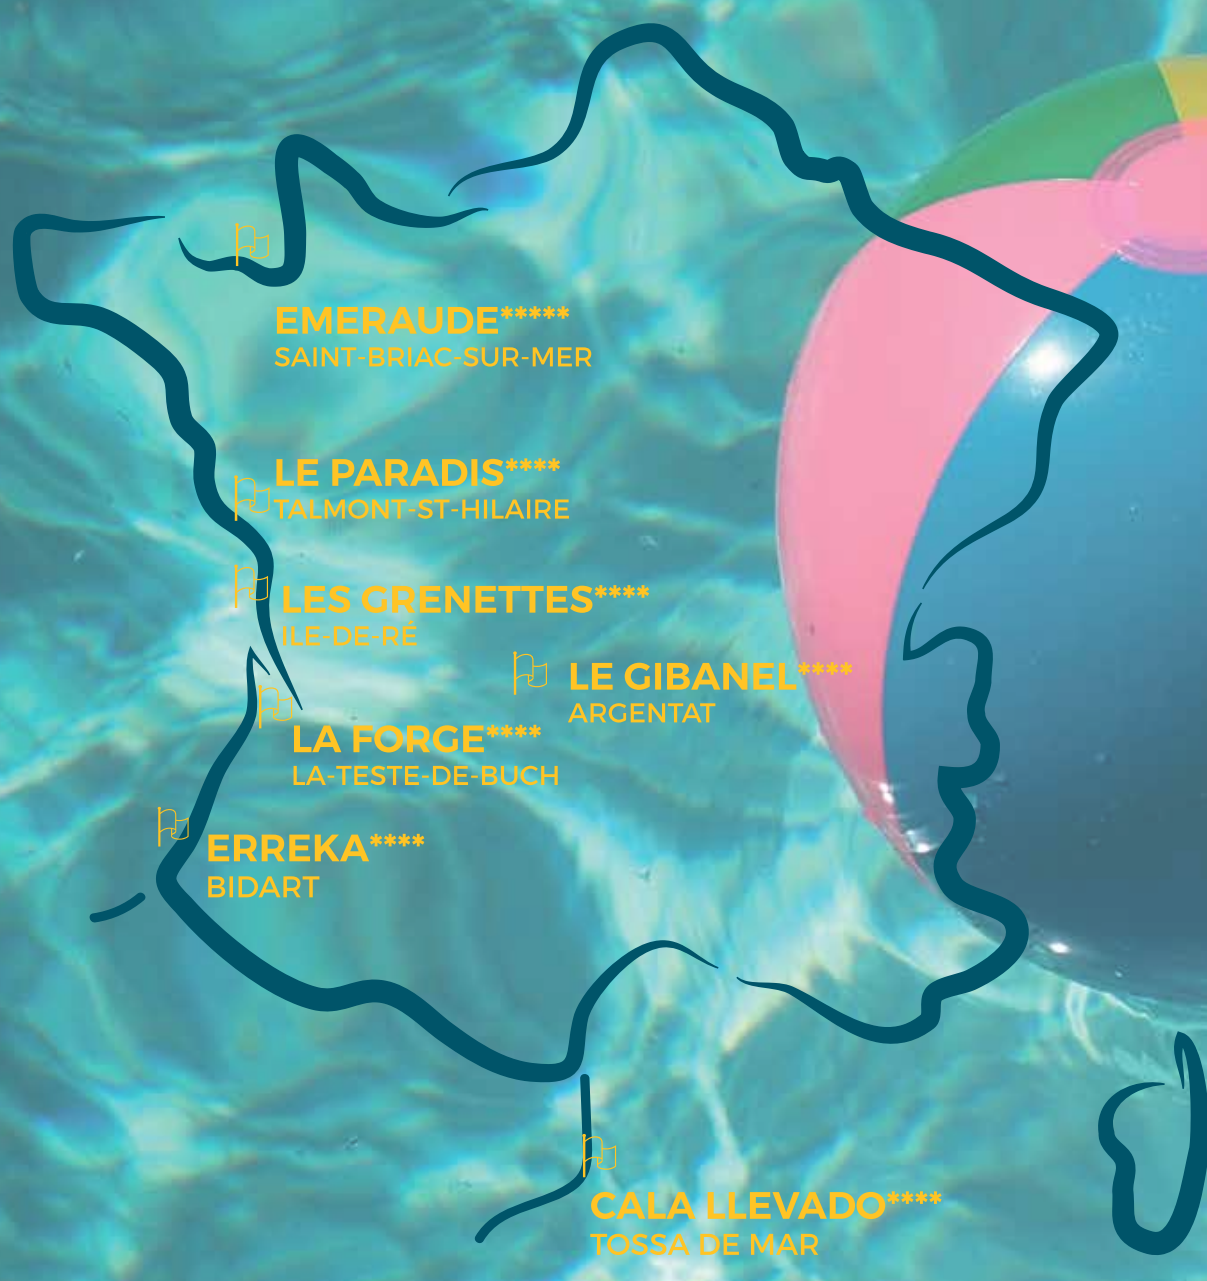 EMERAUDE*****
SAINT-BRIAC-SUR-MER
LE PARADIS****
TALMONT-ST-HILAIRE
LES GRENETTES****
ILE-DE-RÉ
LE GIBANEL****
ARGENTAT
LA FORGE****
LA-TESTE-DE-BUCH
ERREKA****
BIDART
CALA LLEVADO****
TOSSA DE MAR